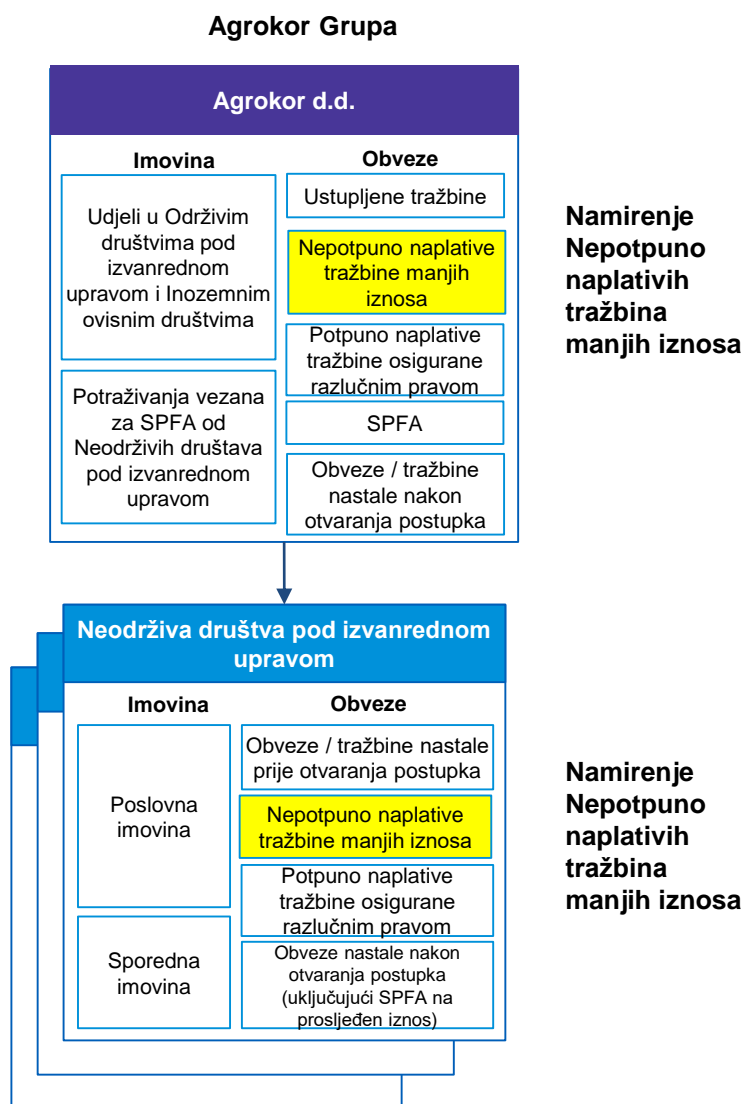 Agrokor Grupa
Agrokor d.d.
Imovina
Udjeli u Održivim
društvima pod
izvanrednom
upravom i Inozemnim
ovisnim društvima
Potraživanja vezana
za SPFA od
Neodrživih društava
pod izvanrednom
upravom
Obveze
Ustupljene tražbine
Nepotpuno naplative
tražbine manjih
iznosa
Potpuno naplative
tražbine osigurane
razlučnim pravom
SPFA
Obveze / tražbine
nastale nakon
otvaranja postupka
Namirenje
Nepotpuno
naplativih
tražbina
manjih iznosa
Neodrživa društva pod izvanrednom
upravom
Imovina
Poslovna
imovina
Sporedna
imovina
Obveze
Obveze / tražbine nastale
prije otvaranja postupka
Nepotpuno naplative
tražbine manjih iznosa
Potpuno naplative
tražbine osigurane
razlučnim pravom
Obveze nastale nakon
otvaranja postupka
(uključujući SPFA na
prosljeđen iznos)
Namirenje
Nepotpuno
naplativih
tražbina
manjih iznosa